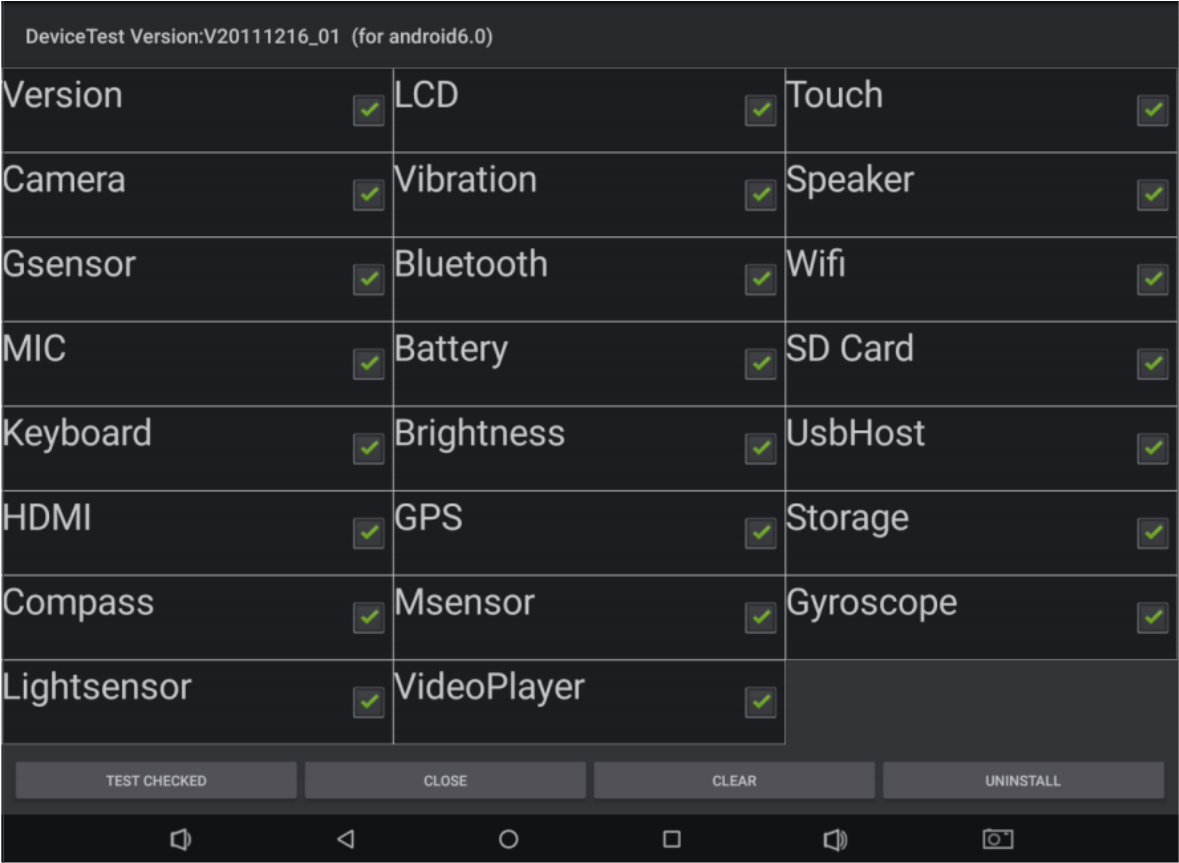 DeviceTest Version:V20111216_01 (for android6.0)
Version LCD Touch
Camera Vibration Speaker
Gsensor Bluetooth Wifi
MIC Battery SD Card
Keyboard Brightness UsbHost
HDMI GPS Storage
Compass Msensor Gyroscope
Lightsensor VideoPlayer
TEST CHECKED CLOSE CLEAR UNINSTALL